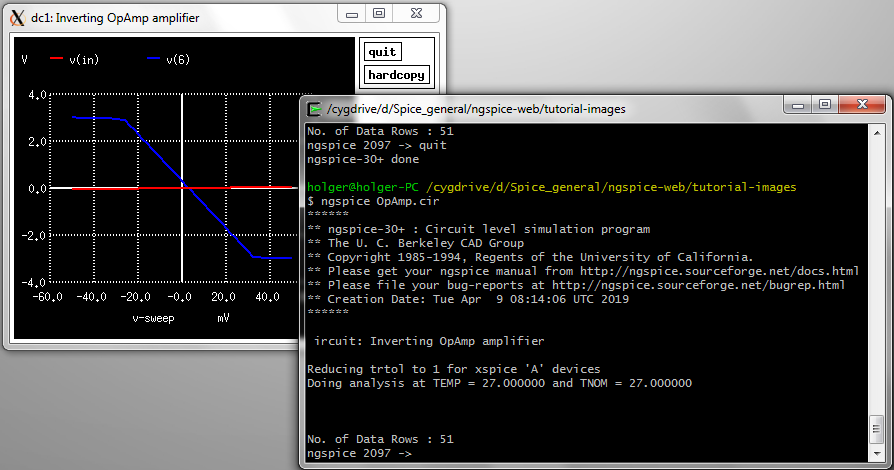 dc1: Inverting OpAmp amplifier
V v(in) v(6)
quit
hardcopy
4.0
2.0
0.0
-2.0
-4.0
-60.0 -40.0 -20.0 -0.0 20.0 40.0
v-sweep mV
/cygdrive/d/Spice_general/ngspice-web/tutorial-images
No. of Data Rows : 51
ngspice 2097 -> quit
ngspice-30+ done
holger@holger-PC /cygdrive/d/Spice_general/ngspice-web/tutorial-images
$ ngspice OpAmp.cir
******
** ngspice-30+ : Circuit level simulation program
** The U. C. Berkeley CAD Group
** Copyright 1985-1994, Regents of the University of California.
** Please get your ngspice manual from http://ngspice.sourceforge.net/docs.html
** Please file your bug-reports at http://ngspice.sourceforge.net/bugrep.html
** Creation Date: Tue Apr  9 08:14:06 UTC 2019
******
ircuit: Inverting OpAmp amplifier
Reducing trtol to 1 for xspice 'A' devices
Doing analysis at TEMP = 27.000000 and TNOM = 27.000000
No. of Data Rows : 51
ngspice 2097 ->